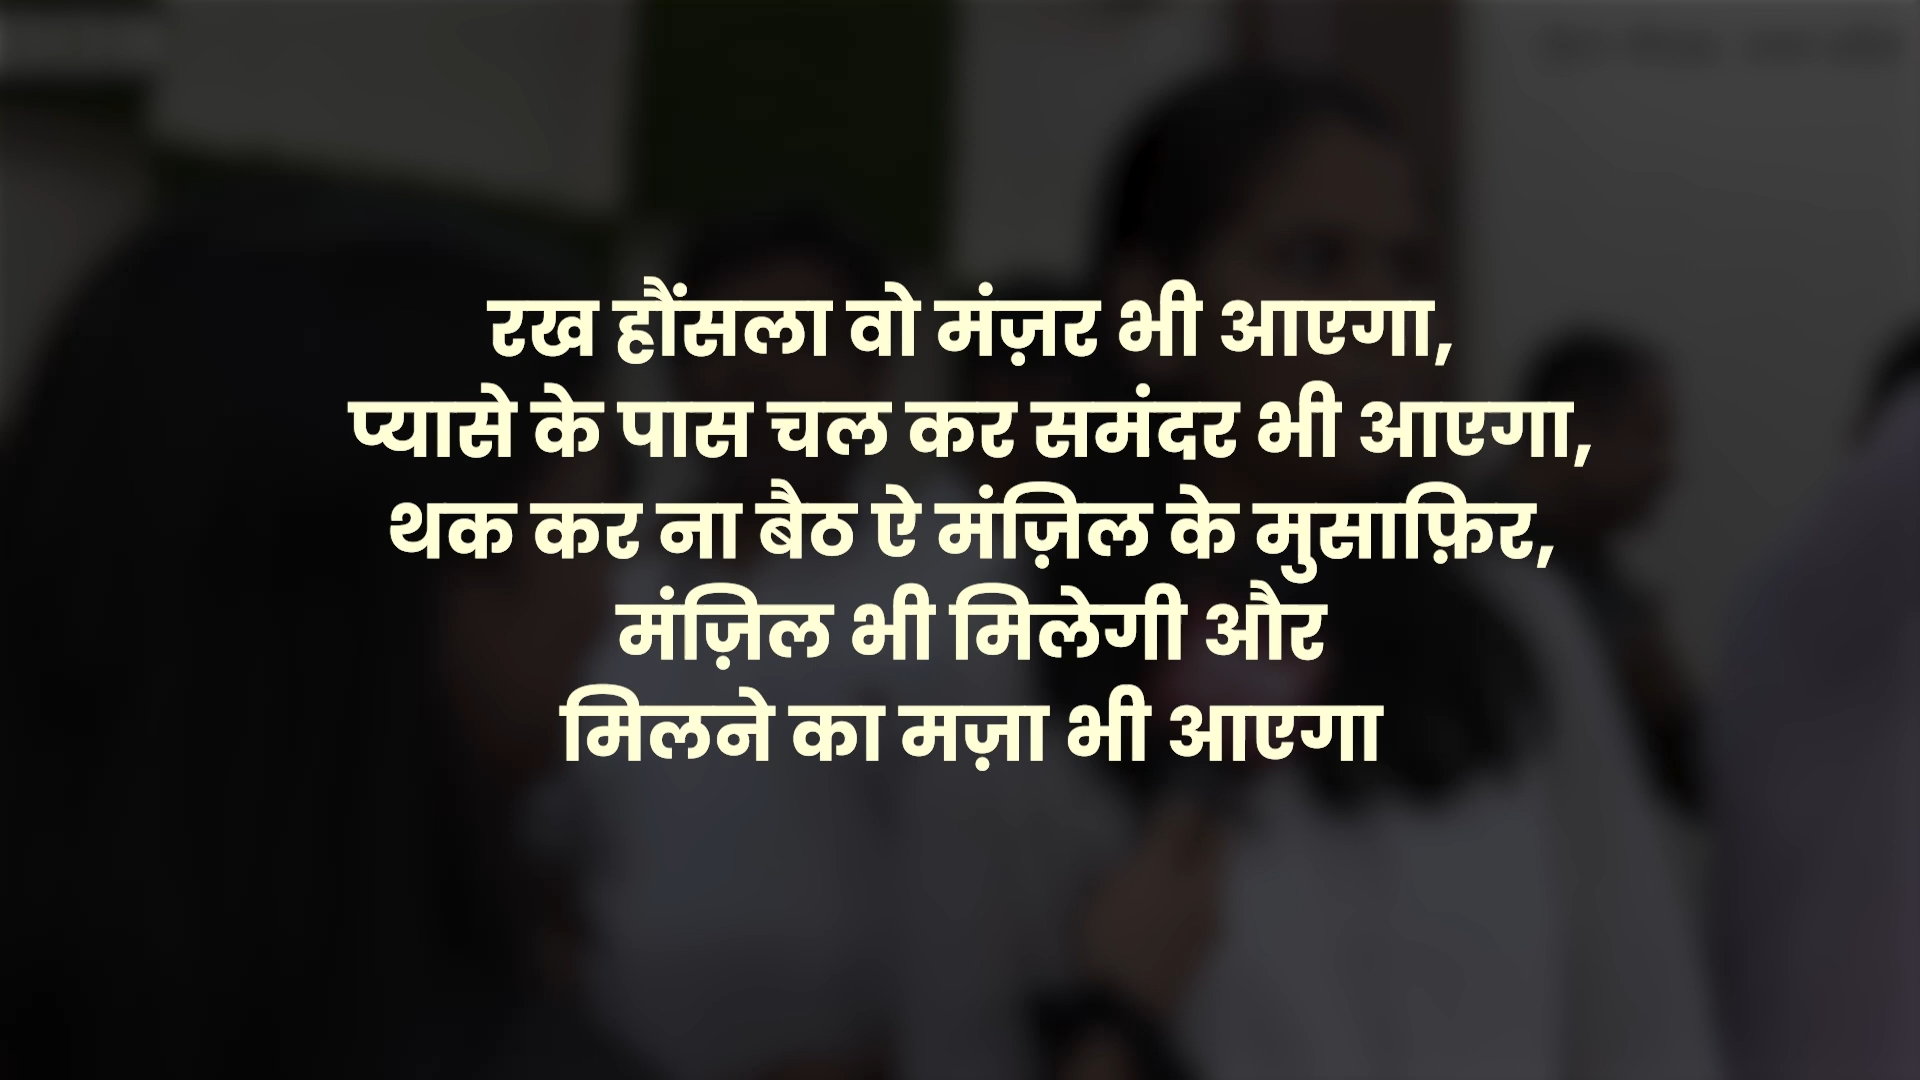 रख हौंसला वो मंज़र भी आएगा,
प्यासे के पास चल कर समंदर भी आएगा,
थक कर ना बैठ ऐ मंज़िल के मुसाफ़िर,
मंज़िल भी मिलेगी और
मिलने का मज़ा भी आएगा